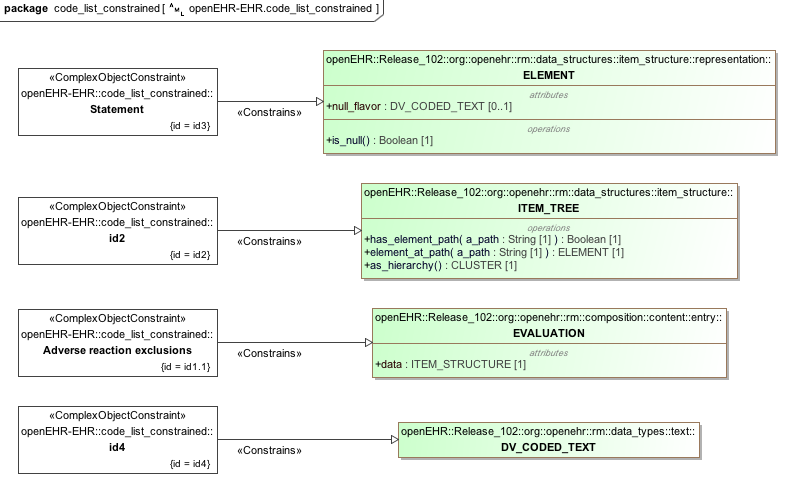 package code_list_constrained [ AML openEHR-EHR.code_list_constrained ]
«ComplexObjectConstraint»
openEHR-EHR::code_list_constrained::
Statement
{id = id3}
«Constrains»
openEHR::Release_102::org::openehr::rm::data_structures::item_structure::representation::
ELEMENT
attributes
+null_flavor : DV_CODED_TEXT [0..1]
operations
+is_null() : Boolean [1]
«ComplexObjectConstraint»
openEHR-EHR::code_list_constrained::
id2
{id = id2}
«Constrains»
openEHR::Release_102::org::openehr::rm::data_structures::item_structure::
ITEM_TREE
operations
+has_element_path( a_path : String [1] ) : Boolean [1]
+element_at_path( a_path : String [1] ) : ELEMENT [1]
+as_hierarchy() : CLUSTER [1]
«ComplexObjectConstraint»
openEHR-EHR::code_list_constrained::
Adverse reaction exclusions
{id = id1.1}
«Constrains»
openEHR::Release_102::org::openehr::rm::composition::content::entry::
EVALUATION
attributes
+data : ITEM_STRUCTURE [1]
«ComplexObjectConstraint»
openEHR-EHR::code_list_constrained::
id4
{id = id4}
«Constrains»
openEHR::Release_102::org::openehr::rm::data_types::text::
DV_CODED_TEXT